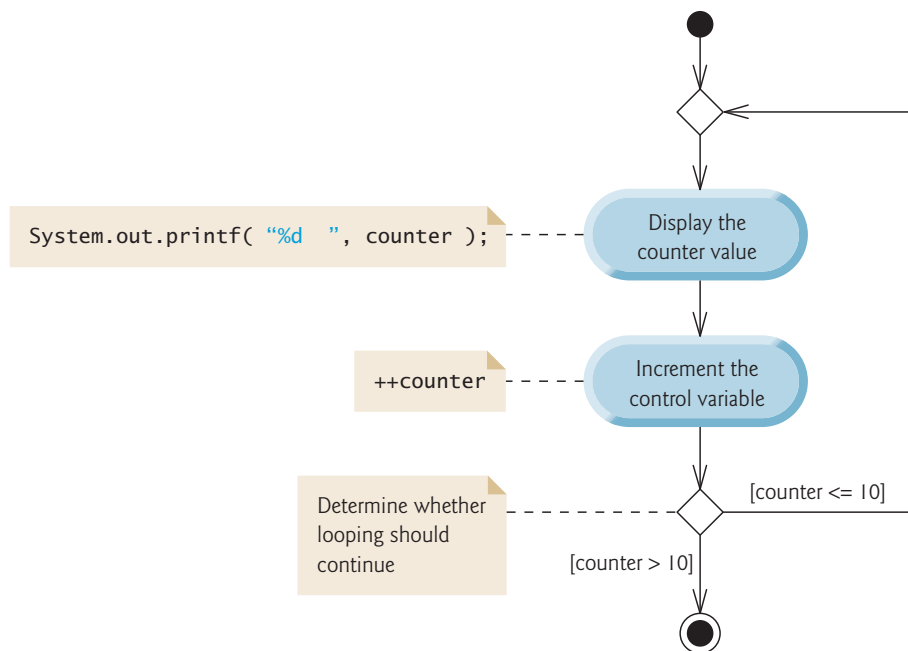 System.out.printf( “%d  ”, counter );
Display the
counter value
++counter
Increment the
control variable
Determine whether
looping should
continue
[counter <= 10]
[counter > 10]